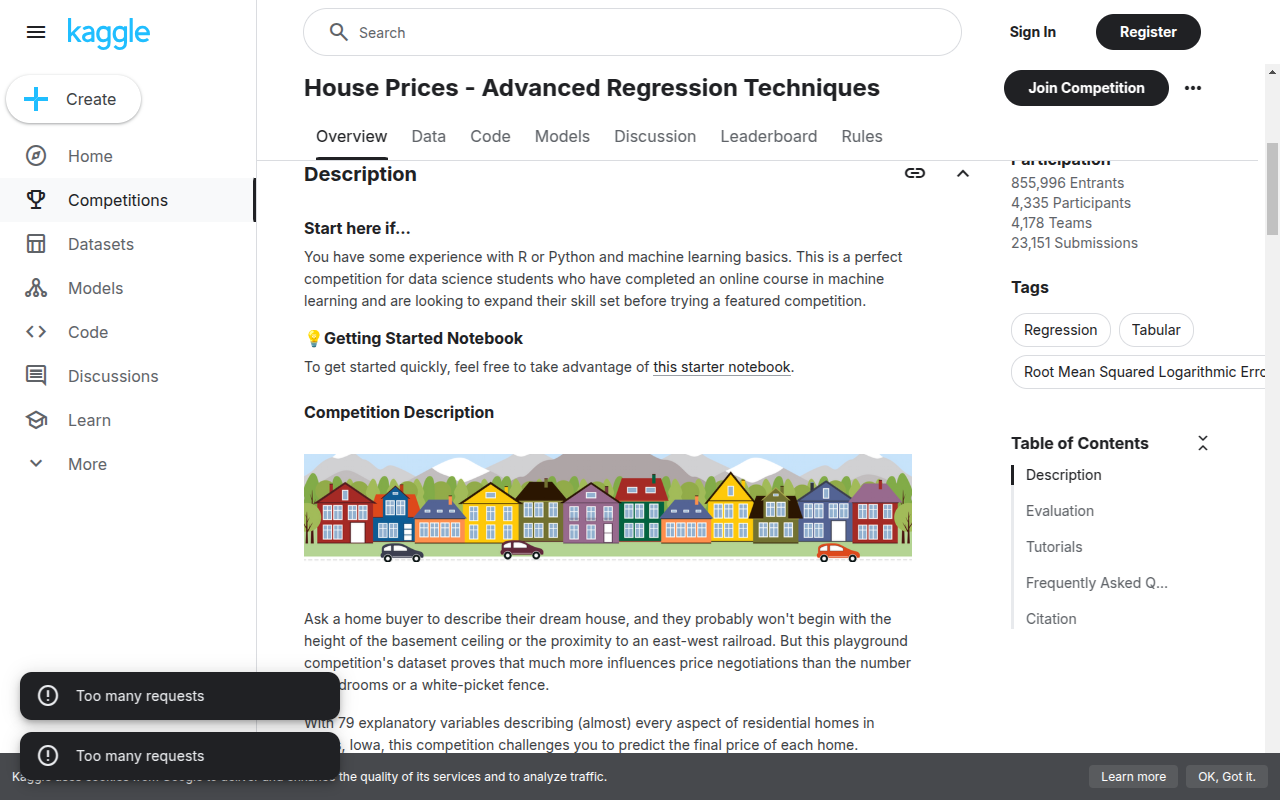 kaggle
Search
Sign In
Register
Create
House Prices - Advanced Regression Techniques
Join Competition
Overview
Data
Code
Models
Discussion
Leaderboard
Rules
Home
Competitions
Datasets
Models
Code
Discussions
Learn
More
Description
Start here if...
You have some experience with R or Python and machine learning basics. This is a perfect
competition for data science students who have completed an online course in machine
learning and are looking to expand their skill set before trying a featured competition.
💡Getting Started Notebook
To get started quickly, feel free to take advantage of this starter notebook.
Competition Description
Ask a home buyer to describe their dream house, and they probably won't begin with the
height of the basement ceiling or the proximity to an east-west railroad. But this playground
competition's dataset proves that much more influences price negotiations than the number
or a white-picket fence.
With 79 explanatory variables describing (almost) every aspect of residential homes in
Iowa, this competition challenges you to predict the final price of each home.
Participation
855,996 Entrants
4,335 Participants
4,178 Teams
23,151 Submissions
Tags
Regression
Tabular
Root Mean Squared Logarithmic Erro
Table of Contents
Description
Evaluation
Tutorials
Frequently Asked Q...
Citation
Too many requests
Too many requests
the quality of its services and to analyze traffic.
Learn more
OK, Got it.